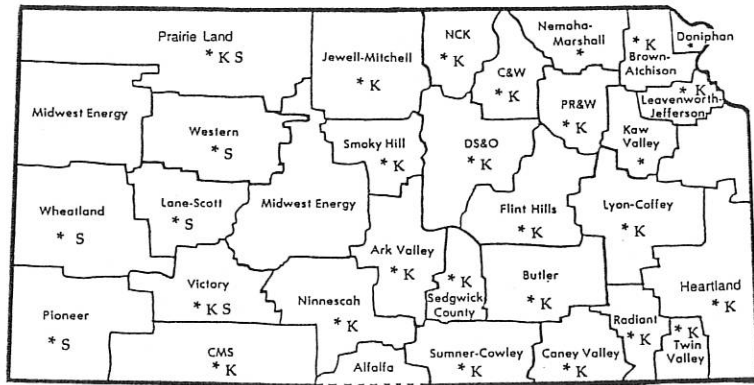 Prairie Land
* K S
Jewell-Mitchell
* K
NCK
* K
Nemaha-
Marshall
*
* K
Brown-
Atchison
Doniphan
*
C&W
* K
PR&W
* K
* K
Leavenworth-
Jefferson
Midwest Energy
Western
* S
Smoky Hill
* K
DS&O
* K
Kaw
Valley
*
Wheatland
* S
Lane-Scott
* S
Midwest Energy
Flint Hills
* K
Lyon-Coffey
* K
Ark Valley
* K
* K
Sedgwick
County
Butler
* K
Heartland
* K
Pioneer
* S
Victory
* K S
Ninnescah
* K
Radiant
* K
* K
Twin
Valley
CMS
* K
Alfalfa
Sumner-Cowley
* K
Caney Valley
* K